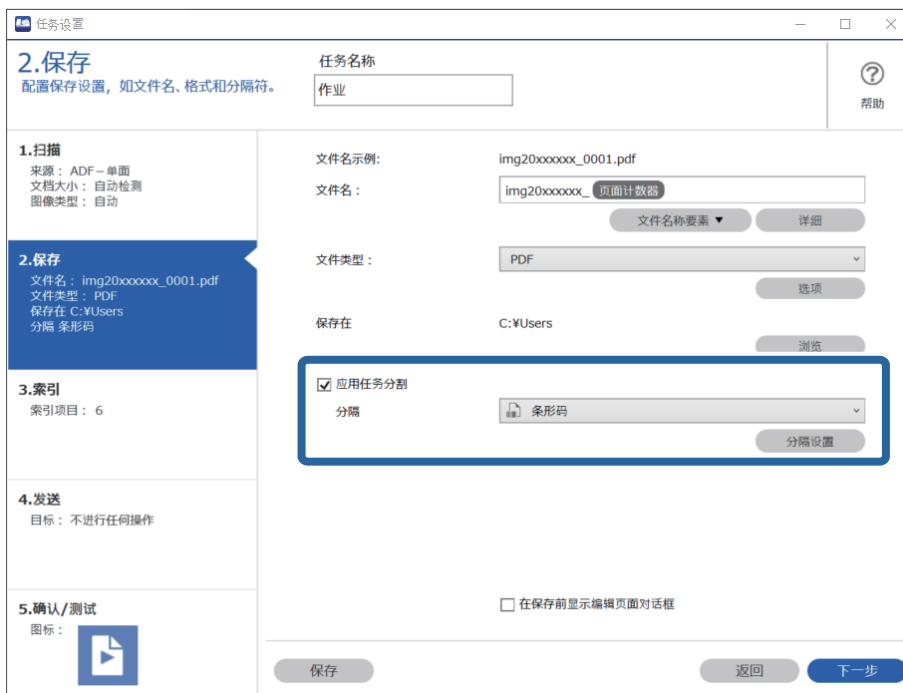 任务设置
2.保存
配置保存设置，如文件名、格式和分隔符。
任务名称
作业
帮助
1.扫描
来源： ADF－单面
文档大小： 自动检测
图像类型： 自动
2.保存
文件名： img20xxxxxx_0001.pdf
文件类型： PDF
保存在 C:¥Users
分隔 条形码
3.索引
索引项目： 6
4.发送
目标： 不进行任何操作
5.确认/测试
图标：
文件名示例:
img20xxxxxx_0001.pdf
文件名：
img20xxxxxx_ 页面计数器
文件名称要素▼
详细
文件类型：
PDF
选项
保存在
C:¥Users
浏览
应用任务分割
分隔
条形码
分隔设置
在保存前显示编辑页面对话框
保存
返回
下一步